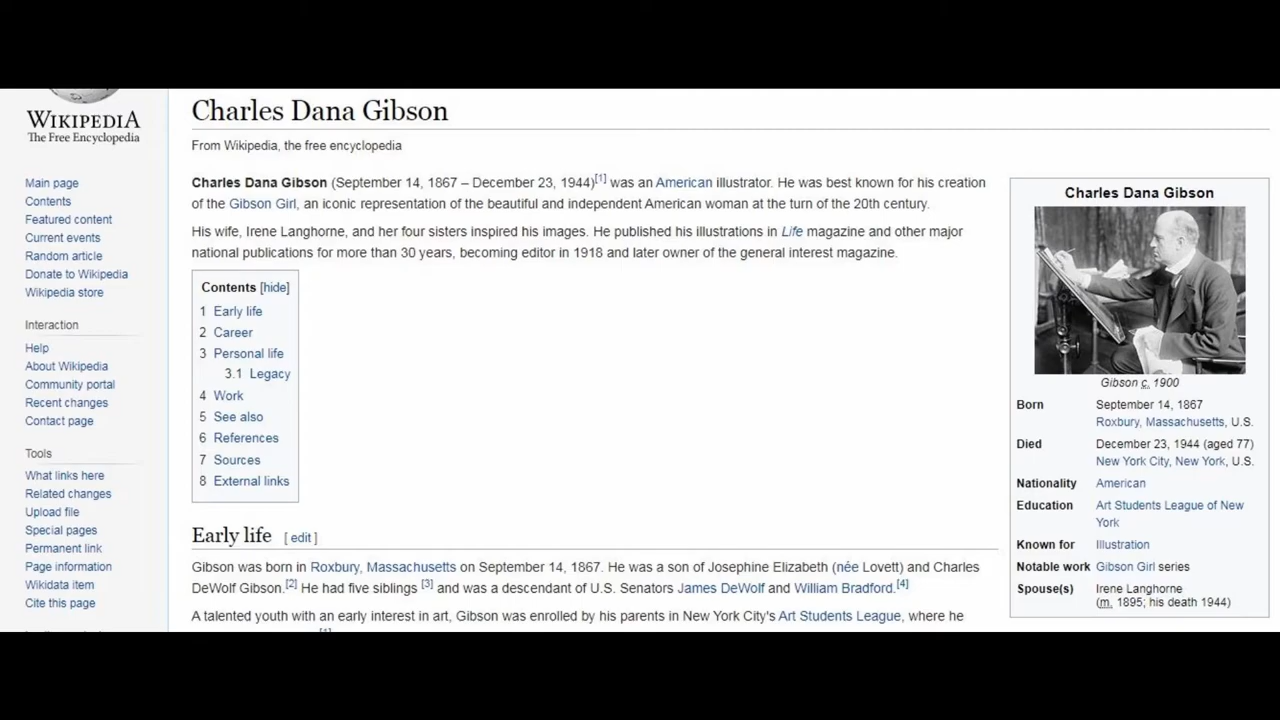 WIKIPEDIA
The Free Encyclopedia
Main page
Contents
Featured content
Current events
Random article
Donate to Wikipedia
Wikipedia store
Interaction
Help
About Wikipedia
Community portal
Recent changes
Contact page
Tools
What links here
Related changes
Upload file
Special pages
Permanent link
Page information
Wikidata item
Cite this page
Charles Dana Gibson
From Wikipedia, the free encyclopedia
Charles Dana Gibson (September 14, 1867 – December 23, 1944)[1] was an American illustrator. He was best known for his creation
of the Gibson Girl, an iconic representation of the beautiful and independent American woman at the turn of the 20th century.
His wife, Irene Langhorne, and her four sisters inspired his images. He published his illustrations in Life magazine and other major
national publications for more than 30 years, becoming editor in 1918 and later owner of the general interest magazine.
Contents [hide]
1 Early life
2 Career
3 Personal life
3.1 Legacy
4 Work
5 See also
6 References
7 Sources
8 External links
Early life [ edit ]
Gibson was born in Roxbury, Massachusetts on September 14, 1867. He was a son of Josephine Elizabeth (née Lovett) and Charles
DeWolf Gibson.[2] He had five siblings [3] and was a descendant of U.S. Senators James DeWolf and William Bradford.[4]
A talented youth with an early interest in art, Gibson was enrolled by his parents in New York City's Art Students League, where he
Charles Dana Gibson
Gibson c. 1900
Born September 14, 1867
Roxbury, Massachusetts, U.S.
Died December 23, 1944 (aged 77)
New York City, New York, U.S.
Nationality American
Education Art Students League of New
York
Known for Illustration
Notable work Gibson Girl series
Spouse(s) Irene Langhorne
(m. 1895; his death 1944)